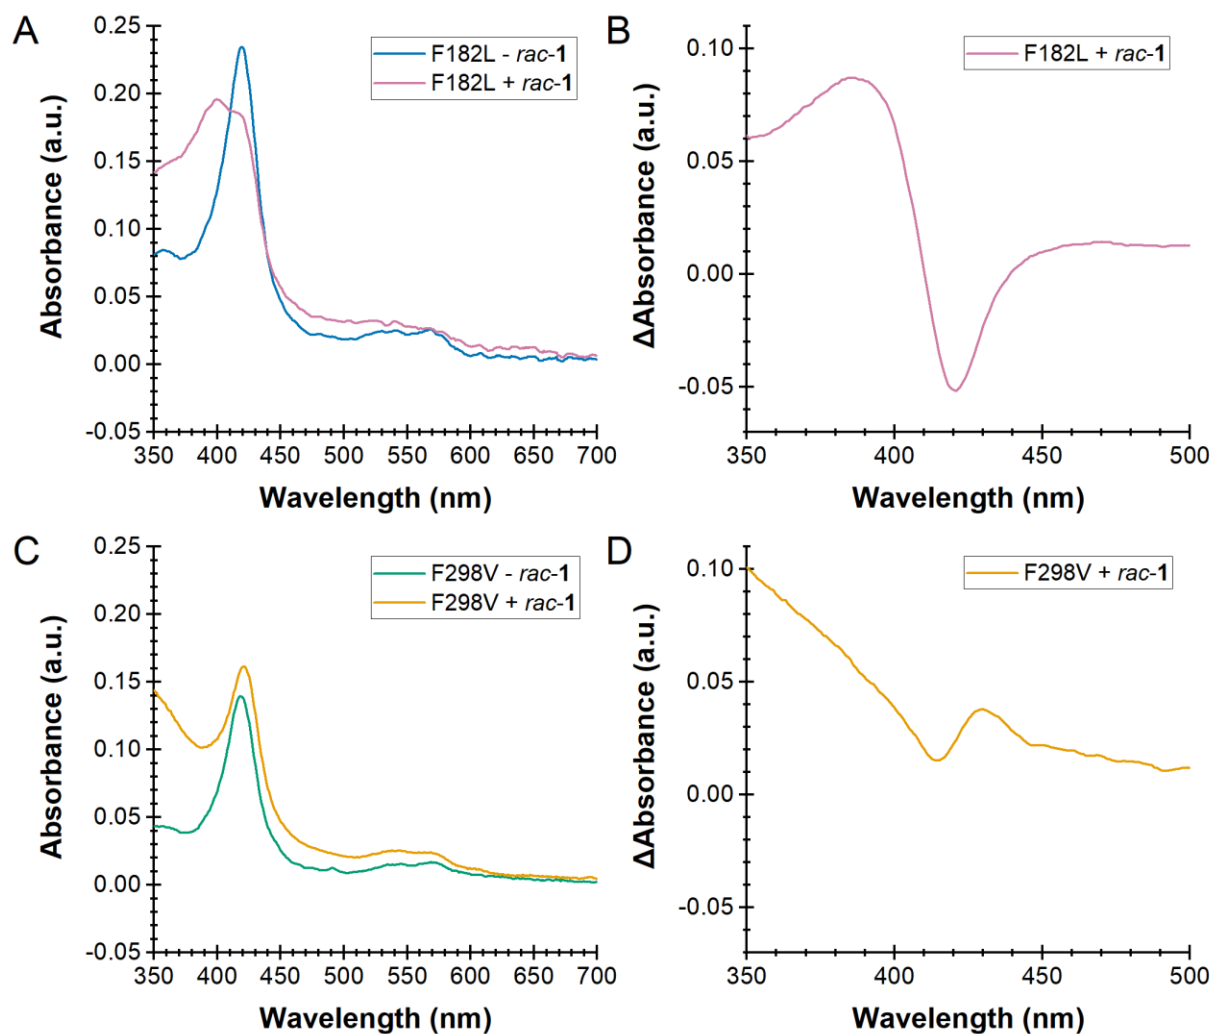 A
0.25
0.20
0.15
0.10
0.05
0.00
-0.05
Absorbance (a.u.)
F182L - rac-1
F182L + rac-1
350 400 450 500 550 600 650 700
Wavelength (nm)
B
0.10
0.05
0.00
-0.05
ΔAbsorbance (a.u.)
F182L + rac-1
350 400 450 500
Wavelength (nm)
C
0.25
0.20
0.15
0.10
0.05
0.00
-0.05
Absorbance (a.u.)
F298V - rac-1
F298V + rac-1
350 400 450 500 550 600 650 700
Wavelength (nm)
D
0.10
0.05
0.00
-0.05
ΔAbsorbance (a.u.)
F298V + rac-1
350 400 450 500
Wavelength (nm)